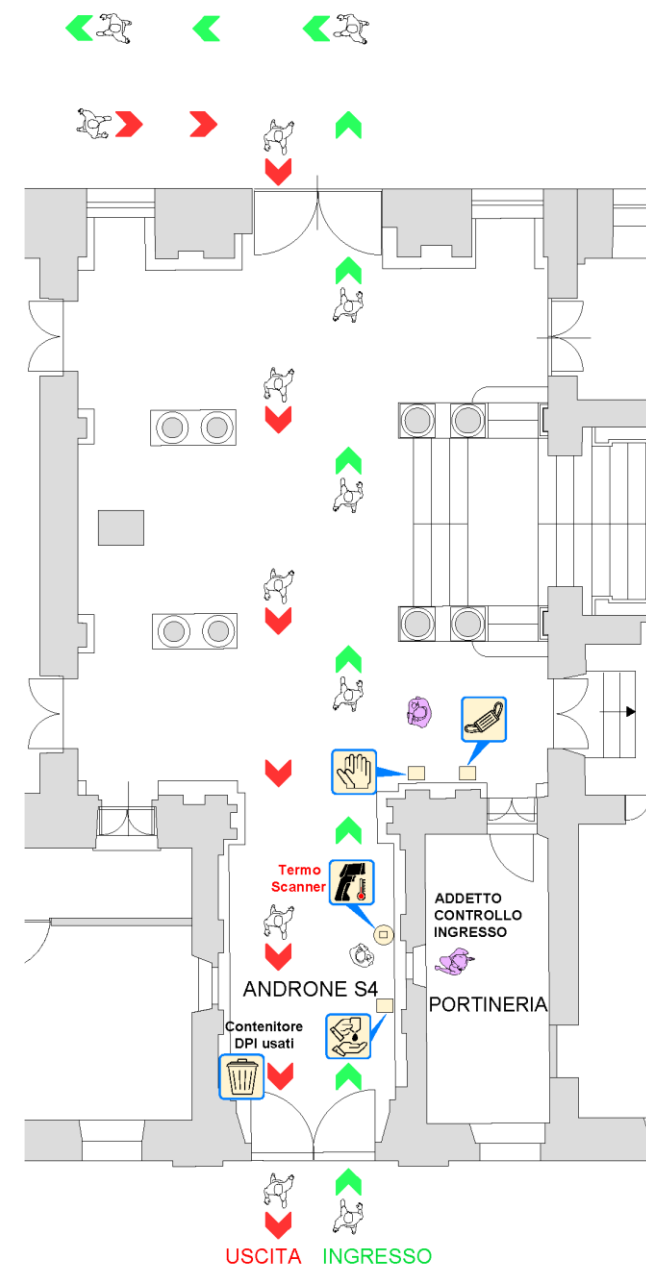 Termo
Scanner
ADDETTO
CONTROLLO
INGRESSO
ANDRONE S4
PORTINERIA
Contenitore
DPI usati
USCITA INGRESSO